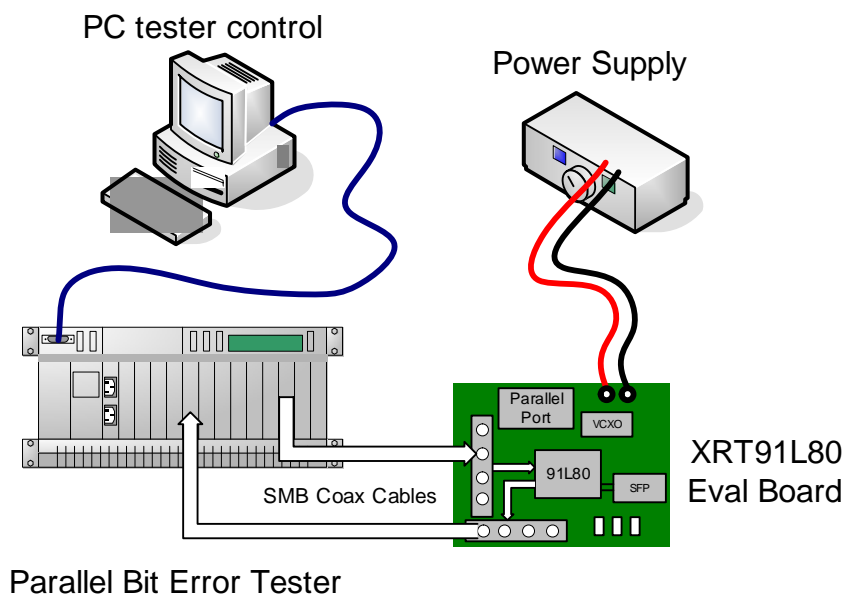 PC tester control
Power Supply
Parallel
Port
VCXO
91L80
SFP
XRT91L80
Eval Board
SMB Coax Cables
Parallel Bit Error Tester